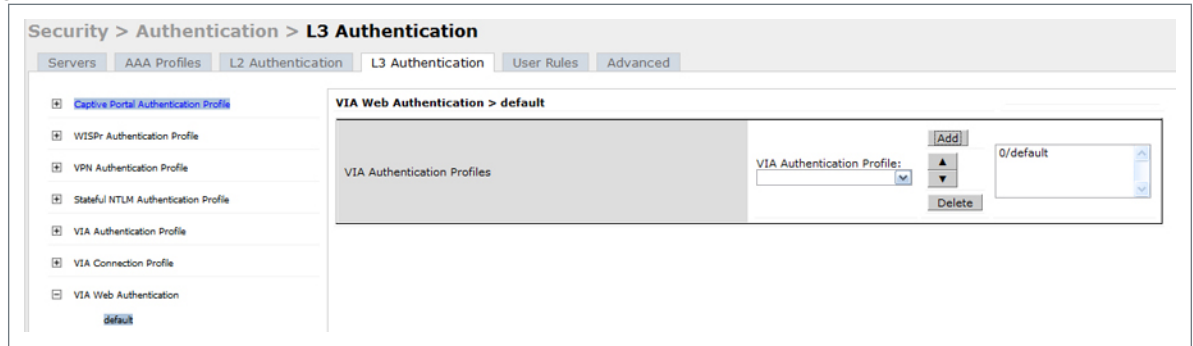 Security > Authentication > L3 Authentication
Servers AAA Profiles L2 Authentication L3 Authentication User Rules Advanced
Captive Portal Authentication Profile
WISPr Authentication Profile
VPN Authentication Profile
Stateful NTLM Authentication Profile
VIA Authentication Profile
VIA Connection Profile
VIA Web Authentication
default
VIA Web Authentication > default
VIA Authentication Profiles
VIA Authentication Profile:
Add
Delete
0/default